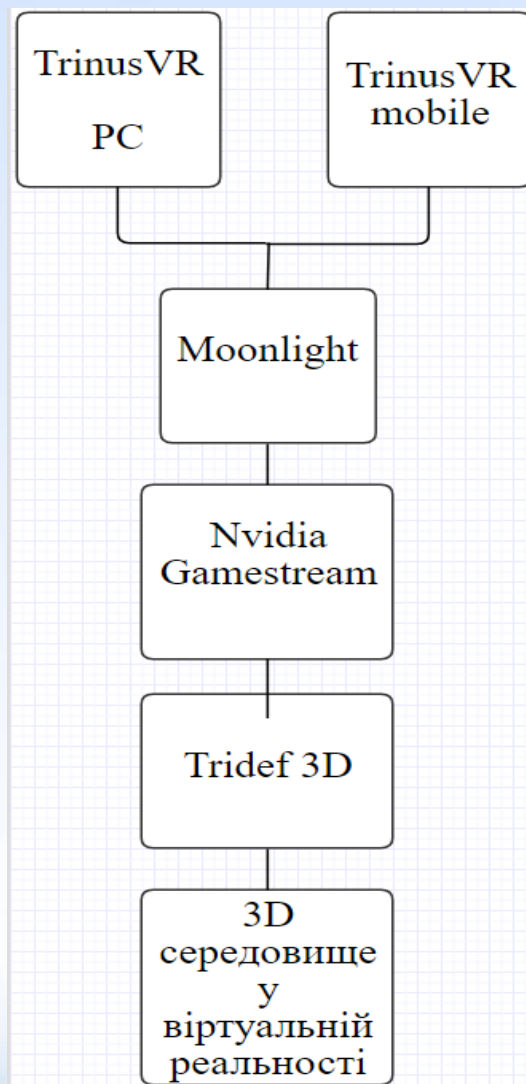 TrinusVR
PC
TrinusVR
mobile
Moonlight
Nvidia
Gamestream
Tridef 3D
3D
середовище
у
віртуальній
реальності